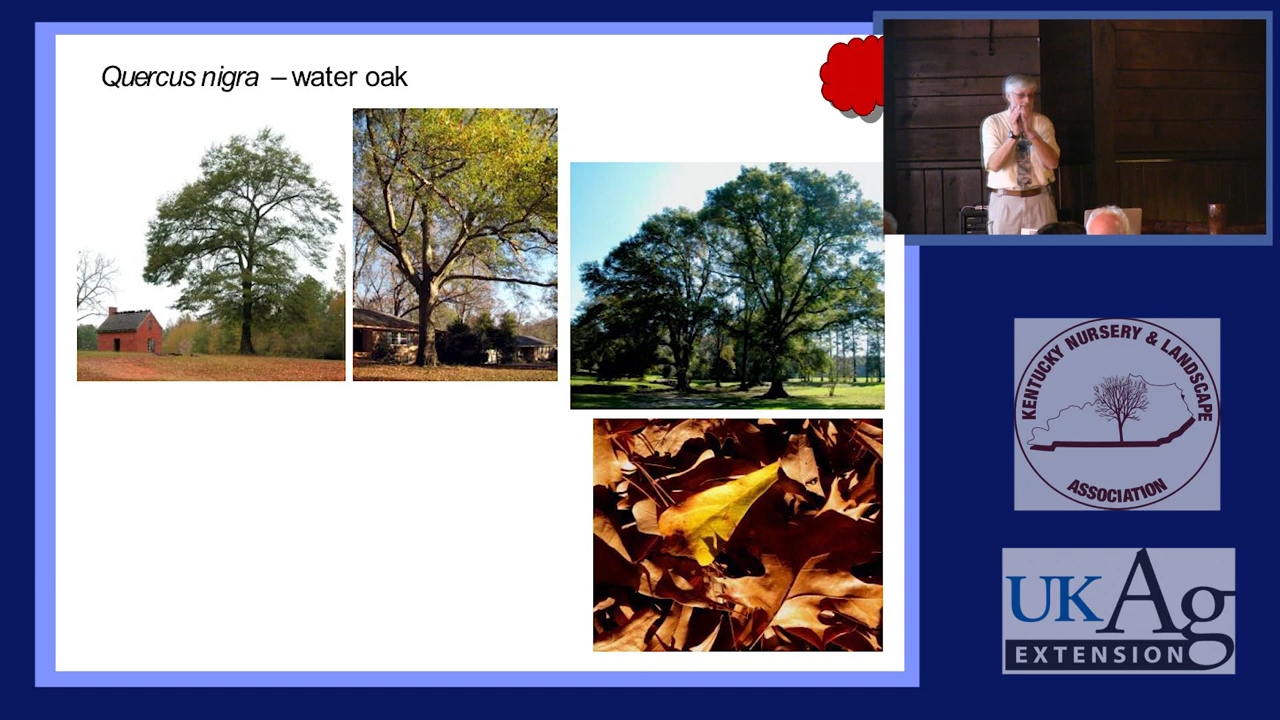 Quercus nigra – water oak
KENTUCKY NURSERY & LANDSCAPE
ASSOCIATION
UKAg
EXTENSION